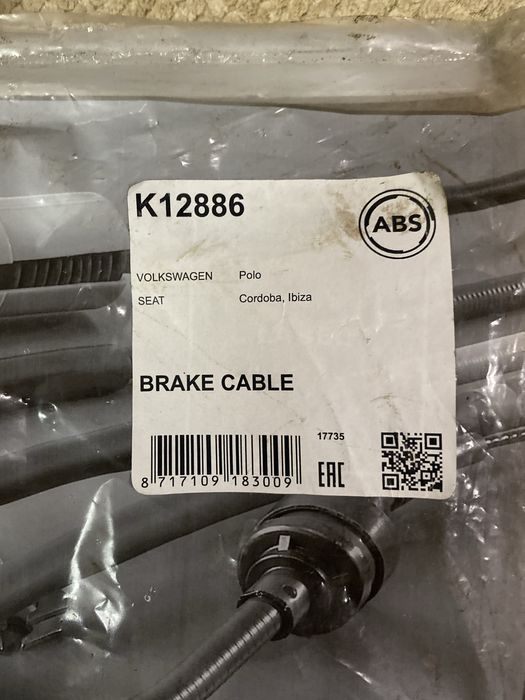 K12886
ABS
VOLKSWAGEN Polo
SEAT Cordoba, Ibiza
BRAKE CABLE
17735
8 717109 183009
EAC